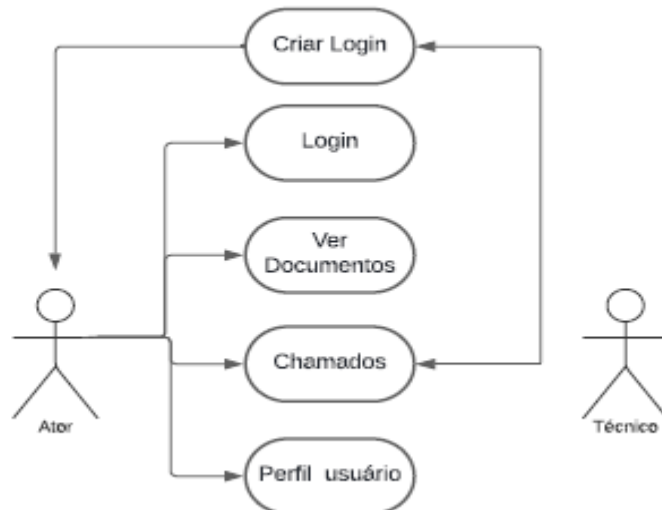 Criar Login
Login
Ver
Documentos
Chamados
Ator
Técnico
Perfil usuário